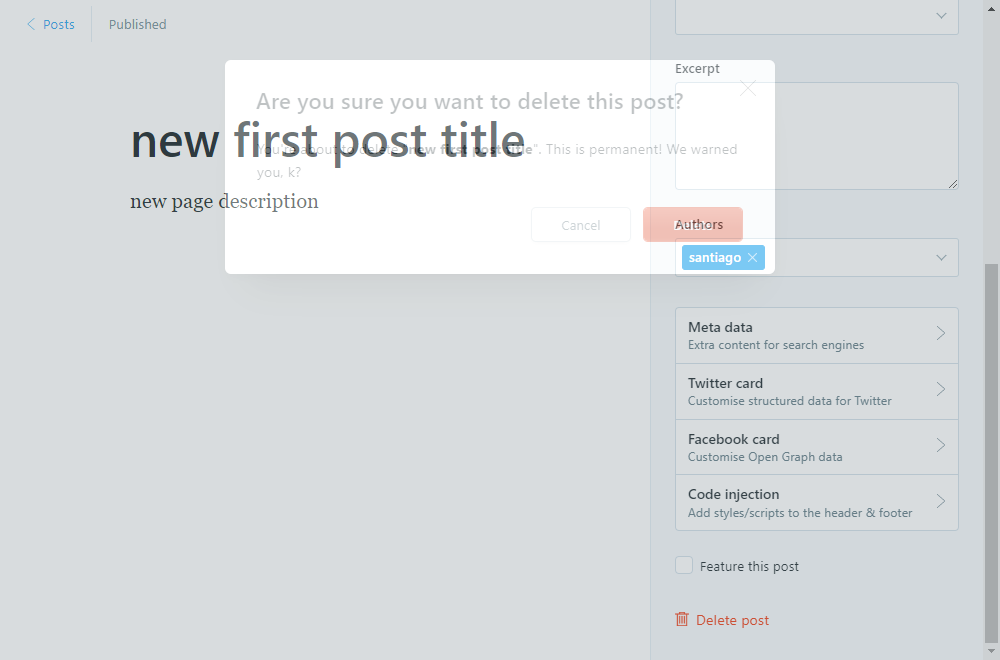 Posts
Published
Excerpt
Are you sure you want to delete this post?
new first post title
You're about to delete "new first post title". This is permanent! We warned
you, k?
new page description
Cancel
Authors
santiago
Meta data
Extra content for search engines
Twitter card
Customise structured data for Twitter
Facebook card
Customise Open Graph data
Code injection
Add styles/scripts to the header & footer
Feature this post
Delete post